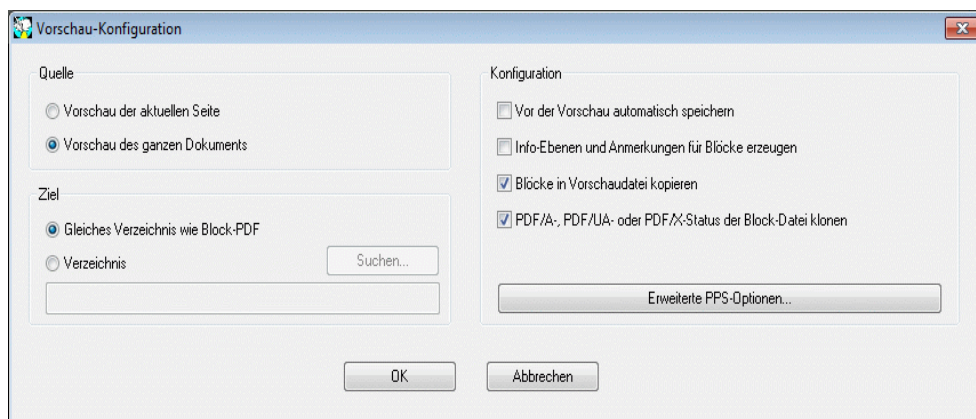 Vorschau-Konfiguration
Quelle
Vorschau der aktuellen Seite
Vorschau des ganzen Dokuments
Ziel
Gleiches Verzeichnis wie Block-PDF
Verzeichnis
Suchen...
Konfiguration
Vor der Vorschau automatisch speichern
Info-Ebenen und Anmerkungen für Blöcke erzeugen
Blöcke in Vorschaudatei kopieren
PDF/A-, PDF/UA- oder PDF/X-Status der Block-Datei klonen
Erweiterte PPS-Optionen...
OK
Abbrechen